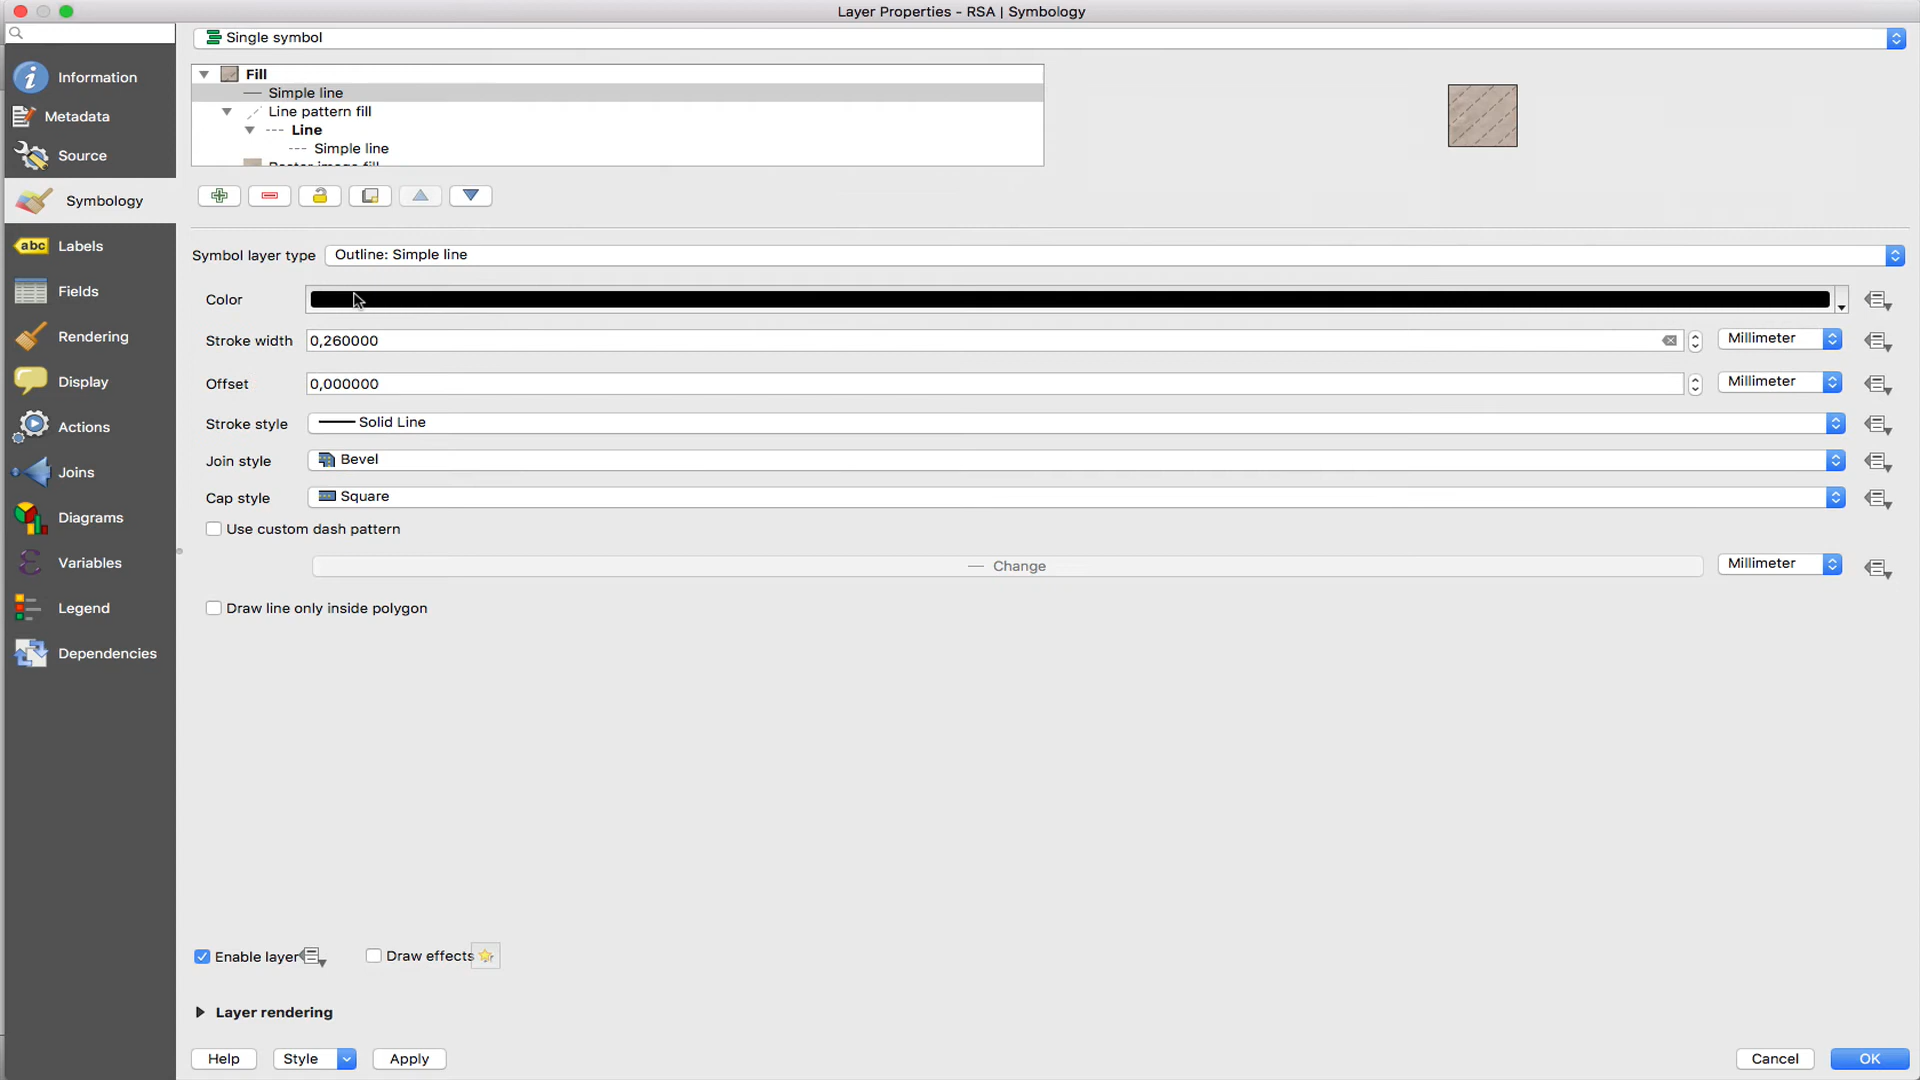 Layer Properties - RSA | Symbology
Single symbol
Information
Metadata
Source
Symbology
Labels
Fields
Rendering
Display
Actions
Joins
Diagrams
Variables
Legend
Dependencies
abc
Fill
Simple line
Line pattern fill
Line
Simple line
Raster image fill
Symbol layer type Outline: Simple line
Color
Stroke width 0,260000 Millimeter
Offset 0,000000 Millimeter
Stroke style Solid Line
Join style Bevel
Cap style Square
Use custom dash pattern
Change Millimeter
Draw line only inside polygon
Enable layer Draw effects
Layer rendering
Help Style Apply Cancel OK